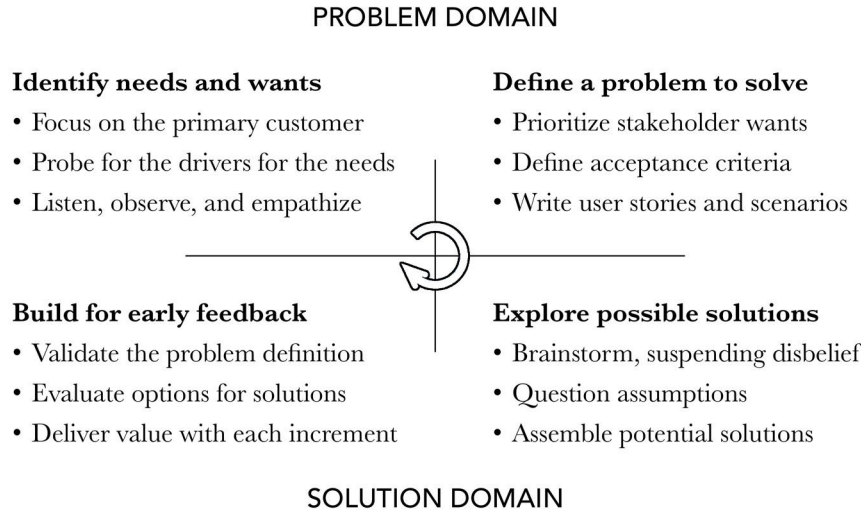 PROBLEM DOMAIN
Identify needs and wants
• Focus on the primary customer
• Probe for the drivers for the needs
• Listen, observe, and empathize
Define a problem to solve
• Prioritize stakeholder wants
• Define acceptance criteria
• Write user stories and scenarios
Build for early feedback
• Validate the problem definition
• Evaluate options for solutions
• Deliver value with each increment
Explore possible solutions
• Brainstorm, suspending disbelief
• Question assumptions
• Assemble potential solutions
SOLUTION DOMAIN